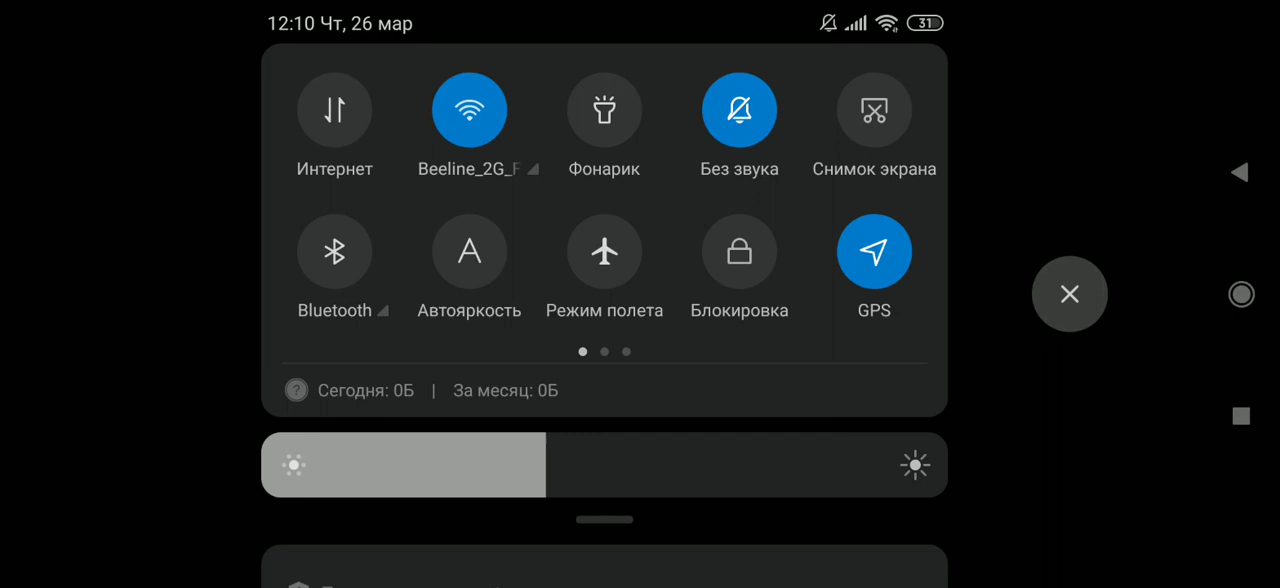 12:10 Чт, 26 мар
31
Интернет
Beeline_2G_F
Фонарик
Без звука
Снимок экрана
Bluetooth
Автояркость
Режим полета
Блокировка
GPS
? Сегодня: 0Б | За месяц: 0Б